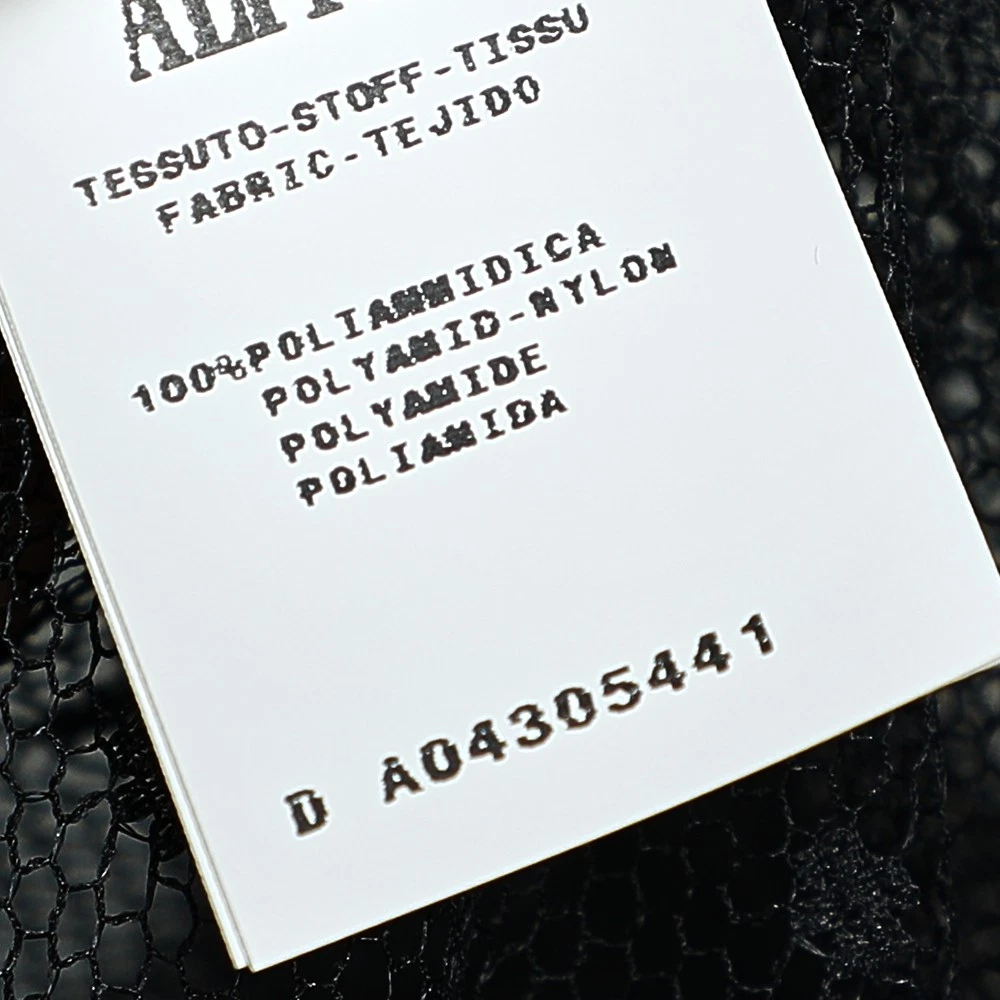 TESSUTO-STOFF-TISSU
FABRIC-TEJIDO
100%POLIAMMIDICA
POLYAMID-NYLON
POLYAMIDE
POLIAMIDA
D A04305441